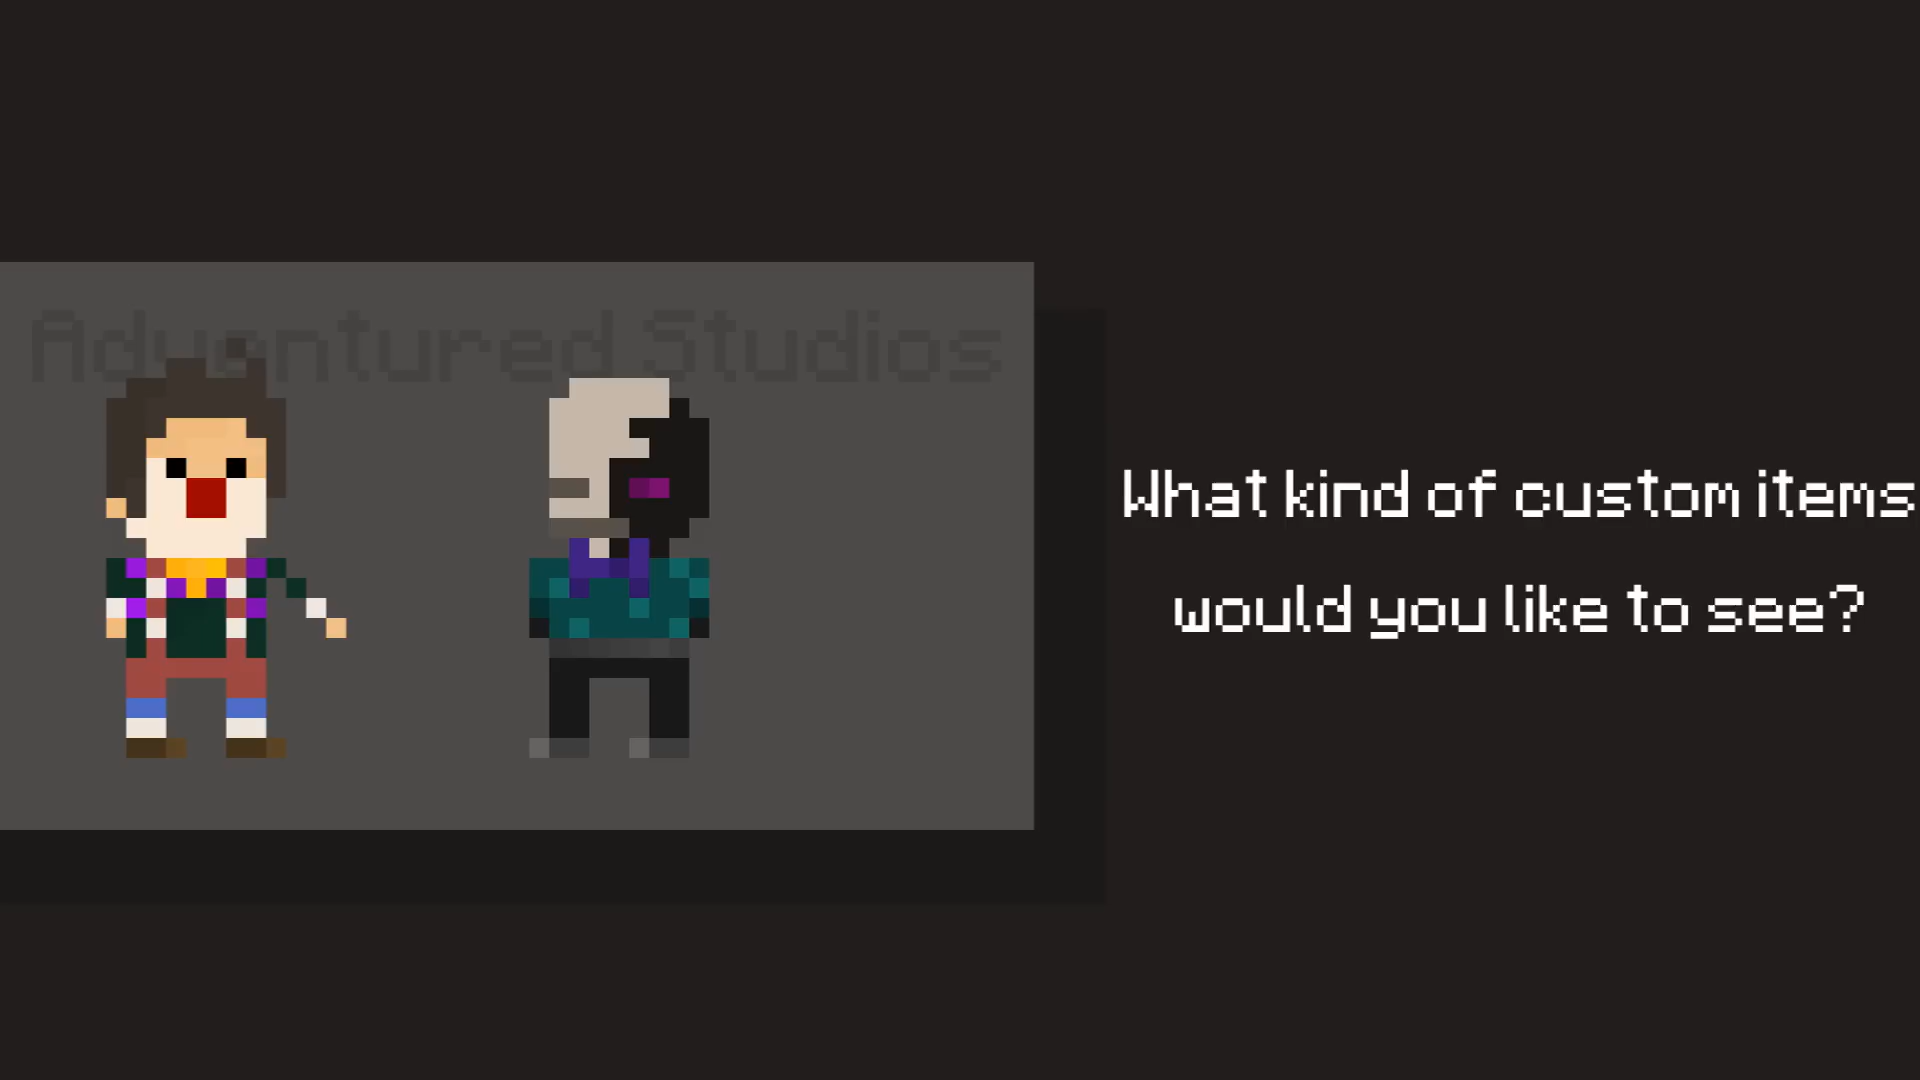 Adventured Studios
What kind of custom items
would you like to see?